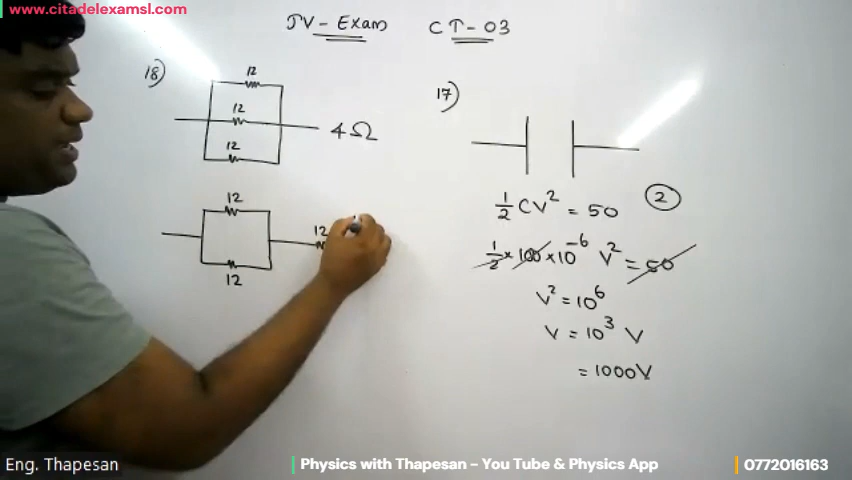 www.citadelexamsl.com
JV - Exam CT - 03
18)
12
12
12
4Ω
12
12
12
17)
1/2 CV² = 50
2
1/2 × 100 × 10⁻⁶ V² = 50
V² = 10⁶
V = 10³ V
= 1000V
Eng. Thapesan
Physics with Thapesan - You Tube & Physics App
0772016163